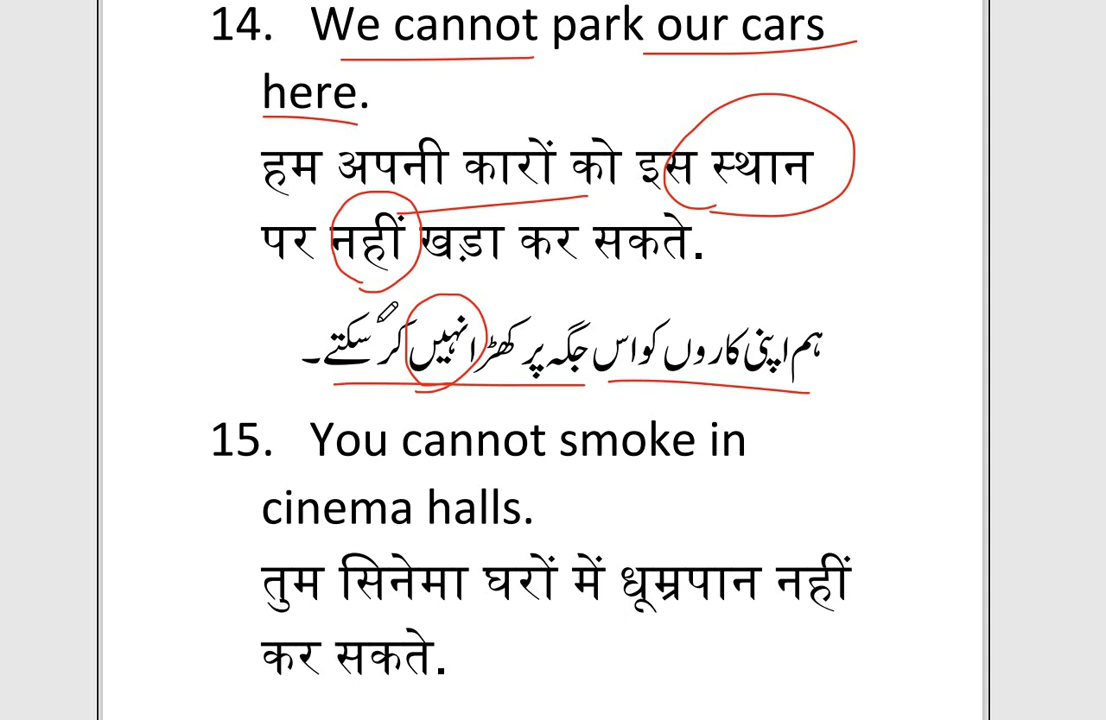 14. We cannot park our cars
here.
हम अपनी कारों को इस स्थान
पर नहीं खड़ा कर सकते.
ہم اپنی کاروں کو اس جگہ پر کھڑا نہیں کر سکتے۔
15. You cannot smoke in
cinema halls.
तुम सिनेमा घरों में धूम्रपान नहीं
कर सकते.